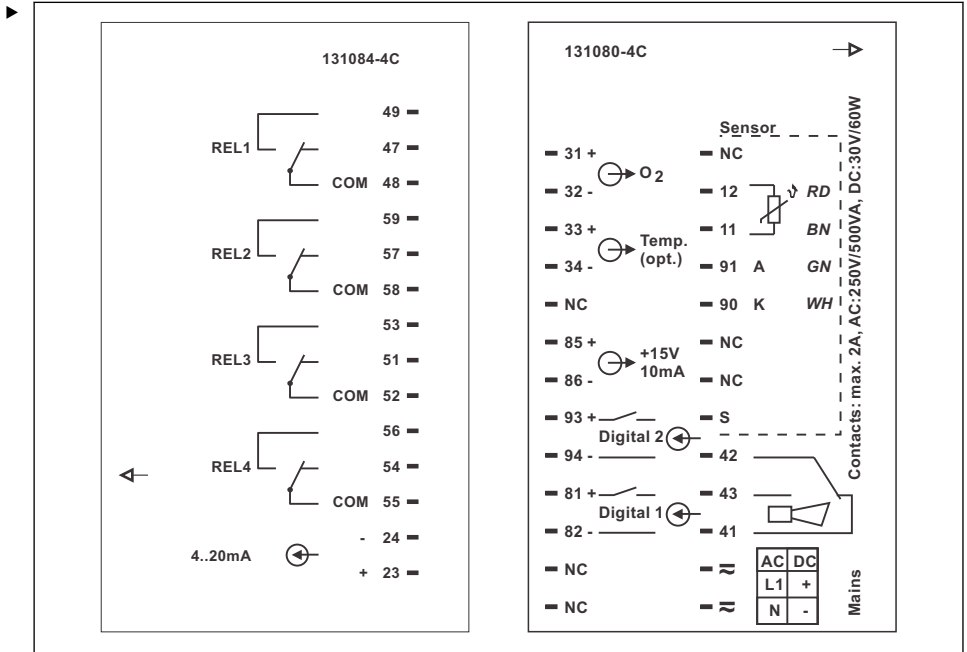 131084-4C
49
REL1 47
COM 48
59
REL2 57
COM 58
53
REL3 51
COM 52
56
REL4 54
COM 55
- 24
4..20mA
+ 23
131080-4C
Sensor
31 + NC
O2
32 - 12 RD
33 + 11 BN
Temp.
(opt.)
34 - 91 A GN
NC 90 K WH
85 + NC
+15V
10mA
86 - NC
93 + S
Digital 2
94 - 42
81 + 43
Digital 1
82 - 41
NC AC DC
L1 +
NC N -
Contacts: max. 2A, AC:250V/500VA, DC:30V/60W
Mains